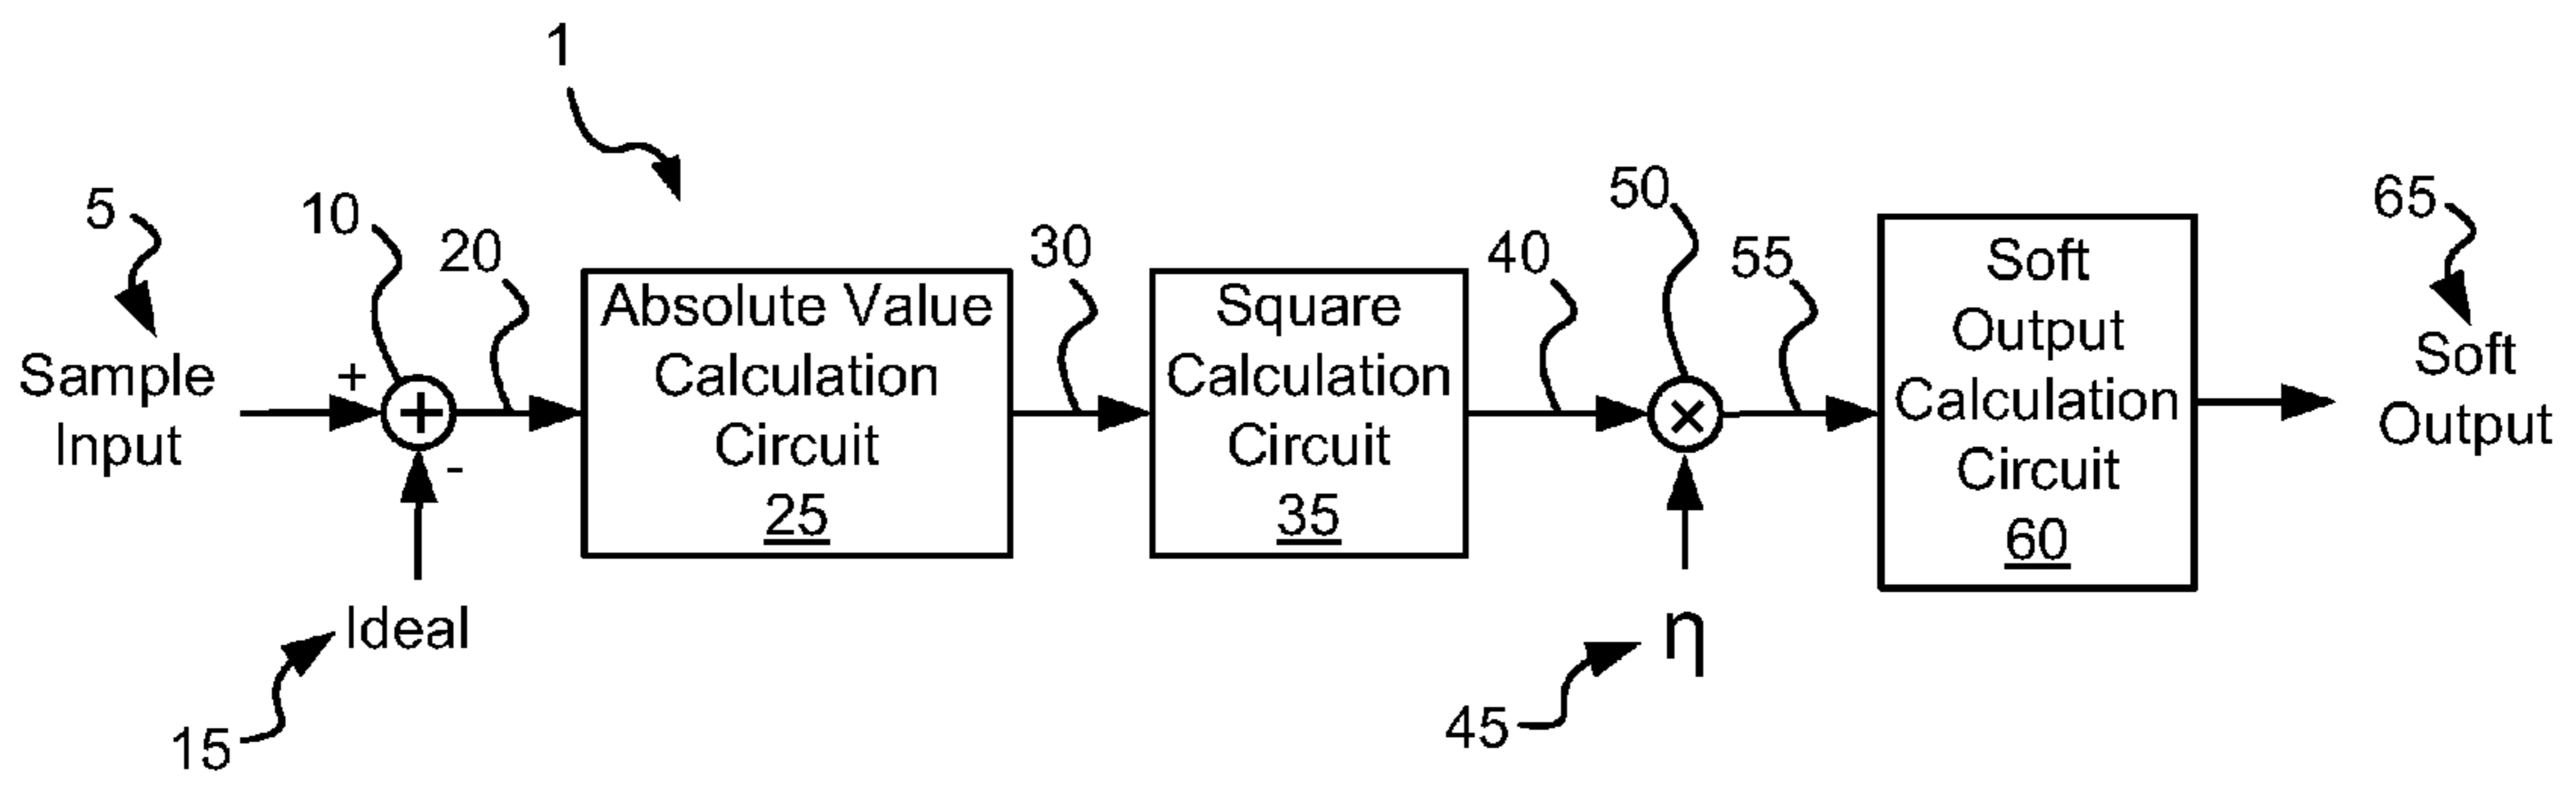 1
5
10
20
30
40
50
55
65
Sample
Input
+
+
-
Ideal
15
Absolute Value
Calculation
Circuit
25
Square
Calculation
Circuit
35
×
η
45
Soft
Output
Calculation
Circuit
60
Soft
Output